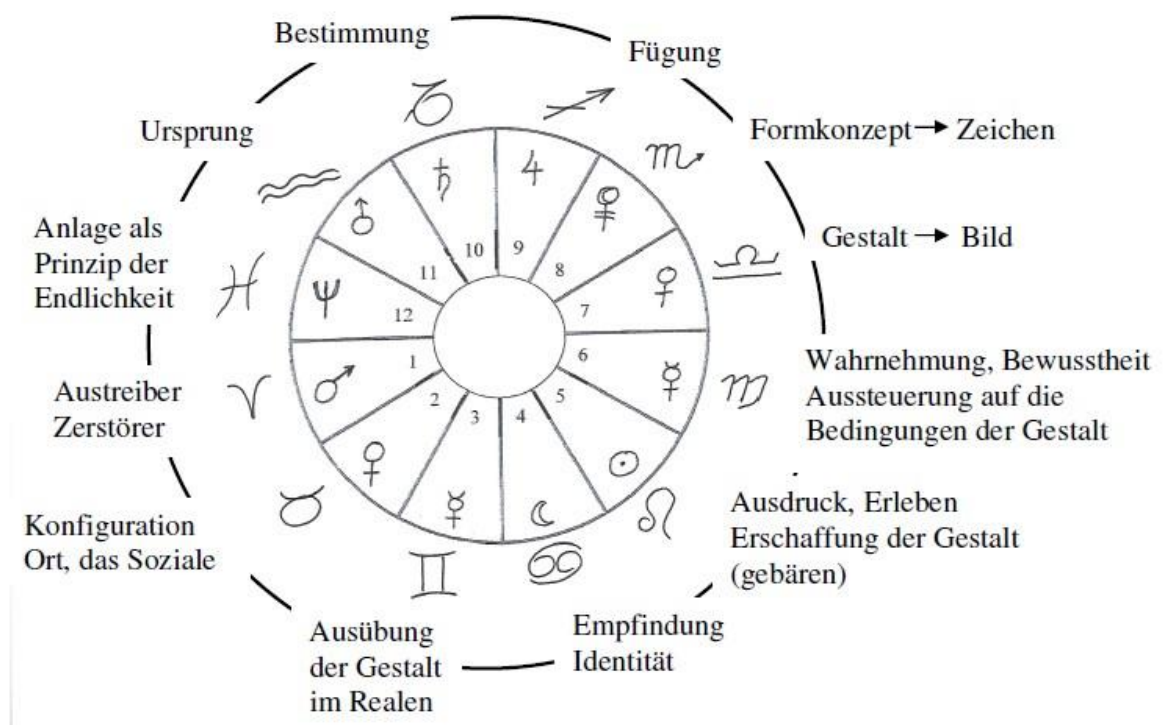 Bestimmung
Fügung
Ursprung
Formkonzept → Zeichen
Gestalt → Bild
Anlage als
Prinzip der
Endlichkeit
Austreiber
Zerstörer
Konfiguration
Ort, das Soziale
Ausübung
der Gestalt
im Realen
Empfindung
Identität
Ausdruck, Erleben
Erschaffung der Gestalt
(gebären)
Wahrnehmung, Bewusstheit
Aussteuerung auf die
Bedingungen der Gestalt
♑
♐
♏
♎
♍
♌
♋
♊
♉
♈
♓
♒
♄
♃
♀
☿
☉
☾
☿
♀
♂
♆
10
9
8
7
6
5
4
3
2
1
12
11